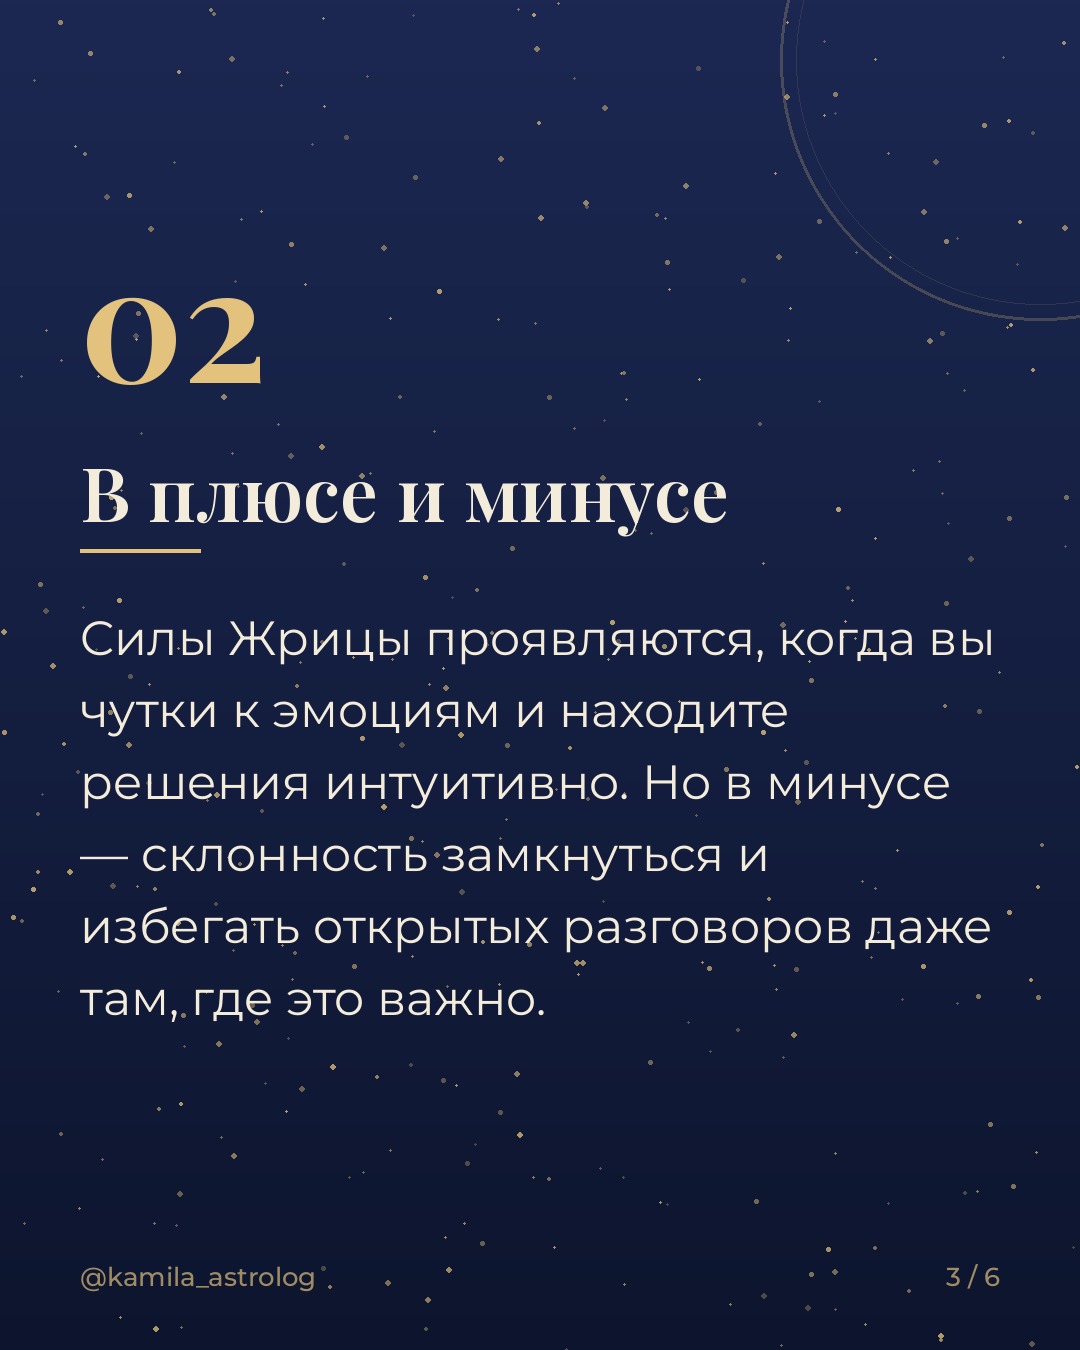 02
В плюсе и минусе
Силы Жрицы проявляются, когда вы
чутки к эмоциям и находите
решения интуитивно. Но в минусе
— склонность замкнуться и
избегать открытых разговоров даже
там, где это важно.
@kamila_astrolog
3 / 6